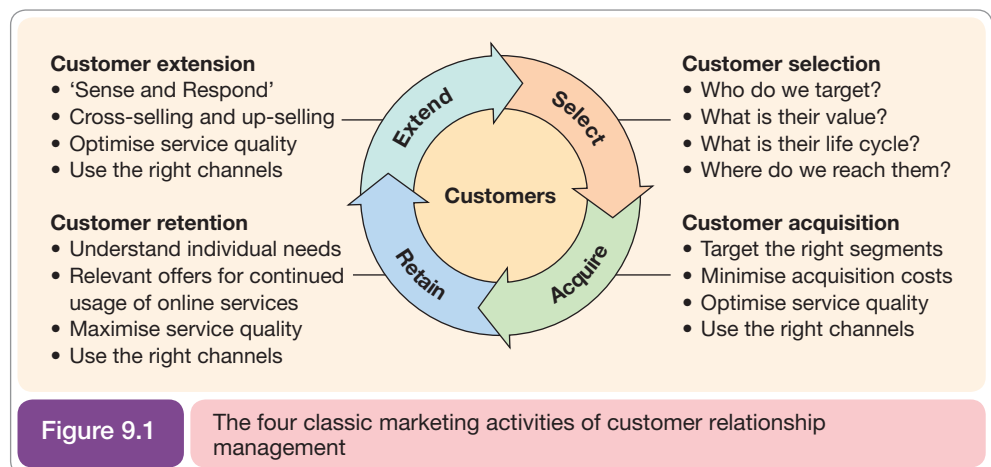 Customer extension
• ‘Sense and Respond’
• Cross-selling and up-selling
• Optimise service quality
• Use the right channels
Customer retention
• Understand individual needs
• Relevant offers for continued
usage of online services
• Maximise service quality
• Use the right channels
Extend
Select
Customers
Retain
Acquire
Customer selection
• Who do we target?
• What is their value?
• What is their life cycle?
• Where do we reach them?
Customer acquisition
• Target the right segments
• Minimise acquisition costs
• Optimise service quality
• Use the right channels
Figure 9.1
The four classic marketing activities of customer relationship
management